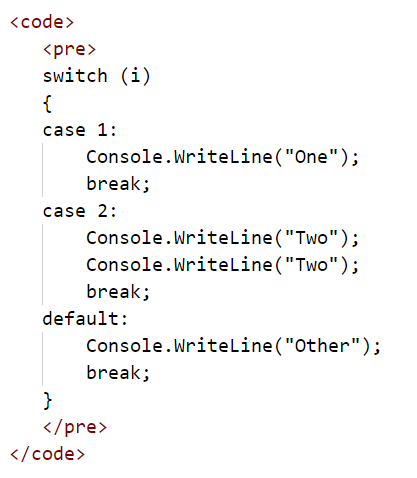 <code>
<pre>
switch (i)
{
case 1:
Console.WriteLine("One");
break;
case 2:
Console.WriteLine("Two");
Console.WriteLine("Two");
break;
default:
Console.WriteLine("Other");
break;
}
</pre>
</code>